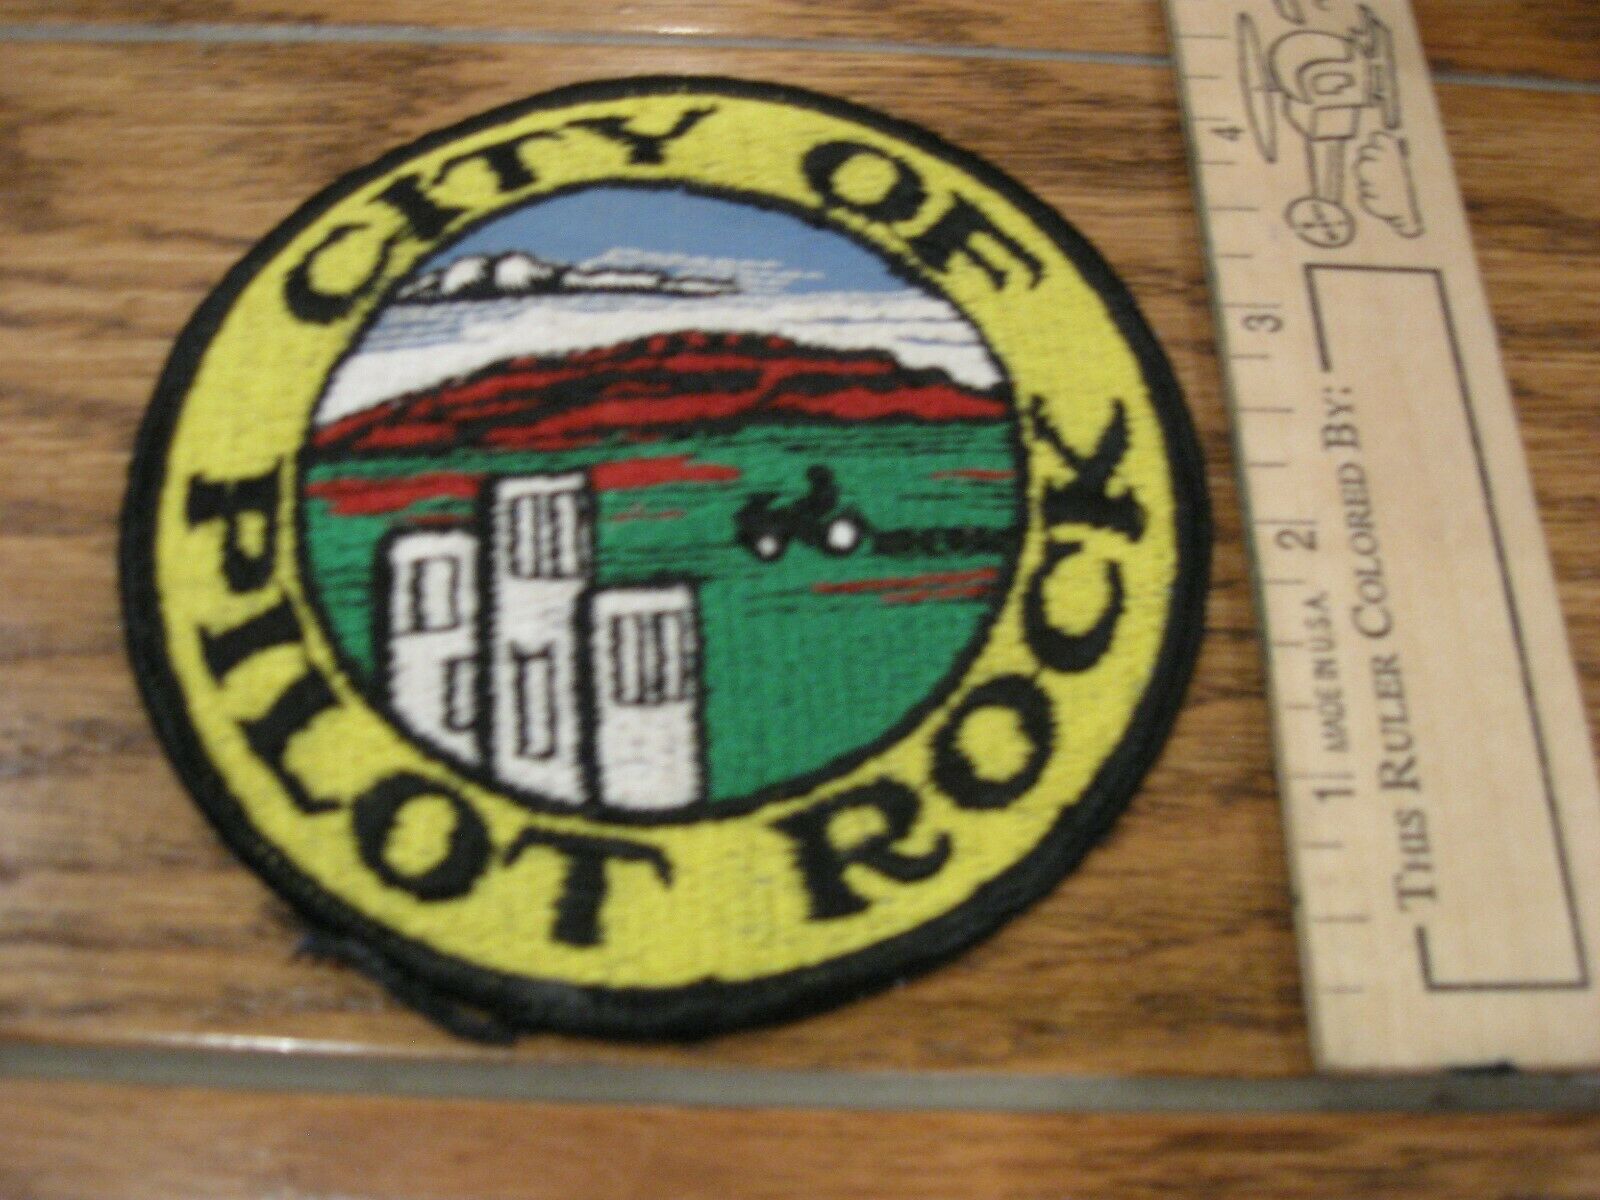 CITY OF
PILOT ROCK
4
3
2
1
MADE IN U.S.A.
THIS RULER COLORED BY: